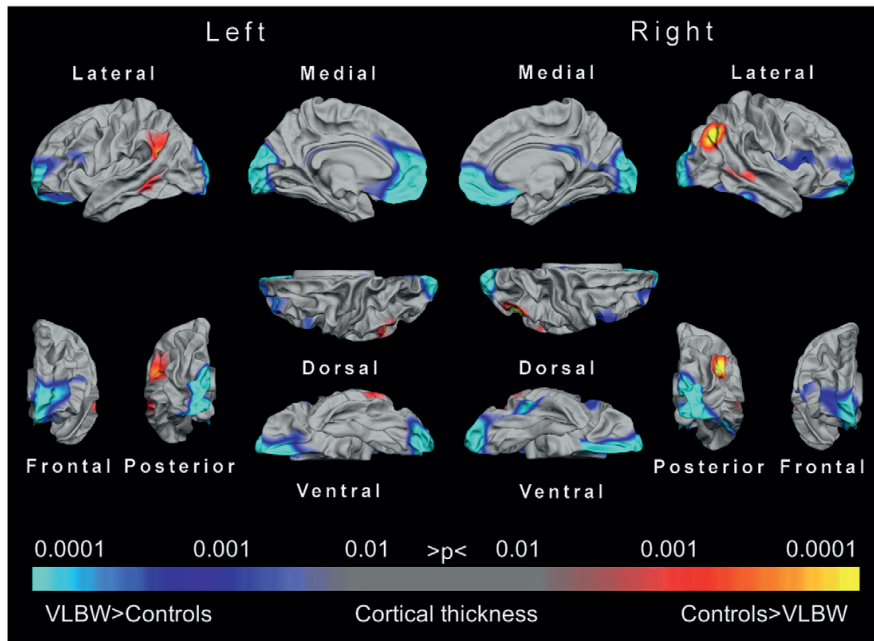 Left Right
Lateral Medial Medial Lateral
Dorsal Dorsal
Frontal Posterior Posterior Frontal
Ventral Ventral
0.0001 0.001 0.01 >p< 0.01 0.001 0.0001
VLBW>Controls Cortical thickness Controls>VLBW